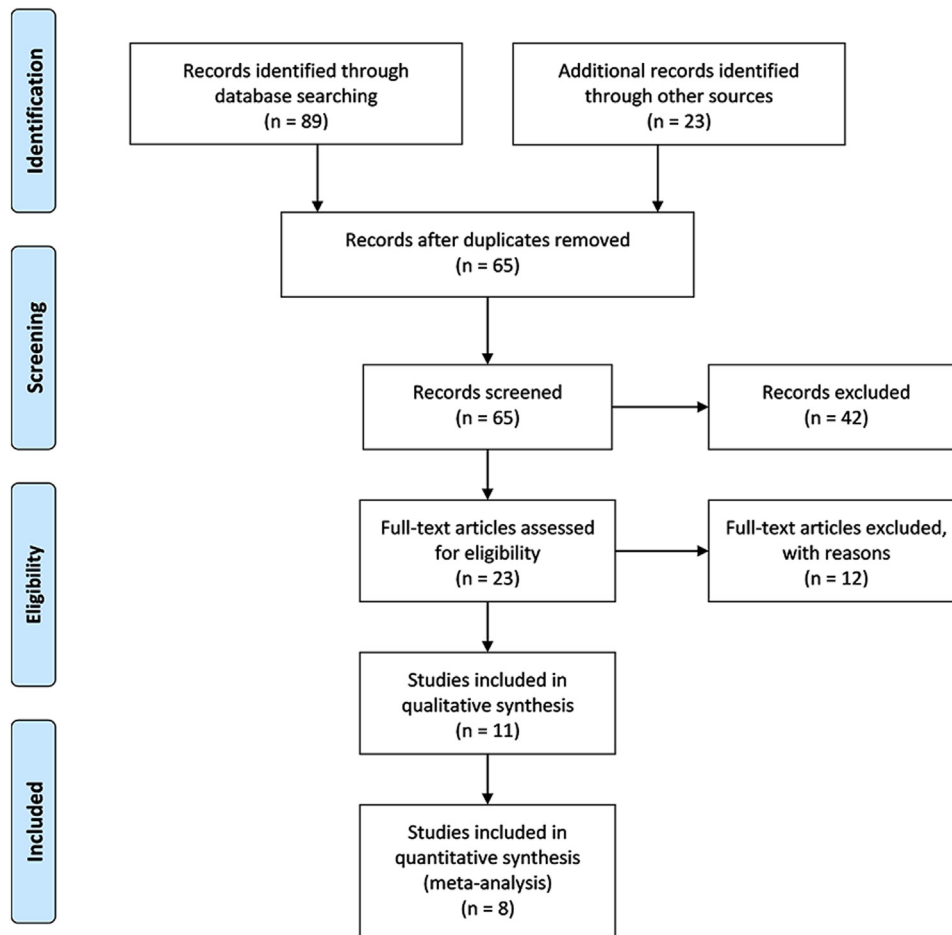 Identification
Records identified through
database searching
(n = 89)
Additional records identified
through other sources
(n = 23)
Records after duplicates removed
(n = 65)
Screening
Records screened
(n = 65)
Records excluded
(n = 42)
Eligibility
Full-text articles assessed
for eligibility
(n = 23)
Full-text articles excluded,
with reasons
(n = 12)
Studies included in
qualitative synthesis
(n = 11)
Included
Studies included in
quantitative synthesis
(meta-analysis)
(n = 8)